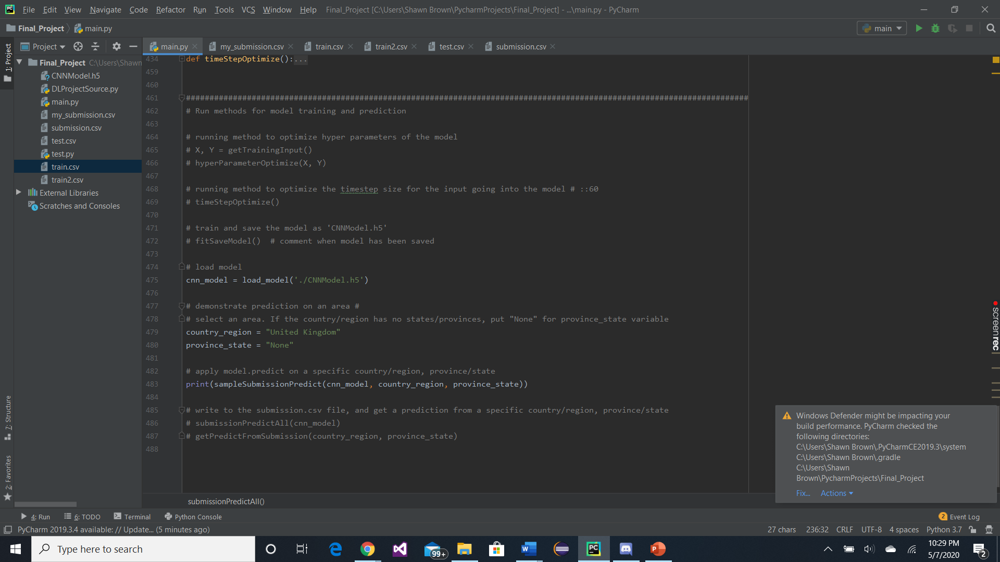 PC File Edit View Navigate Code Refactor Run Tools VCS Window Help Final_Project [C:\Users\Shawn Brown\PycharmProjects\Final_Project] - ...\main.py - PyCharm
Final_Project main.py main
Project main.py my_submission.csv train.csv train2.csv test.csv submission.csv
1: Project
Final_Project C:\Users\Shawn
CNNModel.h5
DLProjectSource.py
main.py
my_submission.csv
submission.csv
test.csv
test.py
train.csv
train2.csv
External Libraries
Scratches and Consoles
7: Structure
2: Favorites
434 def timeStepOptimize():...
459
460
461 ########################################################################################################################
462 # Run methods for model training and prediction
463
464 # running method to optimize hyper parameters of the model
465 # X, Y = getTrainingInput()
466 # hyperParameterOptimize(X, Y)
467
468 # running method to optimize the timestep size for the input going into the model # ::60
469 # timeStepOptimize()
470
471 # train and save the model as 'CNNModel.h5'
472 # fitSaveModel()  # comment when model has been saved
473
474 # load model
475 cnn_model = load_model('./CNNModel.h5')
476
477 # demonstrate prediction on an area #
478 # select an area. If the country/region has no states/provinces, put "None" for province_state variable
479 country_region = "United Kingdom"
480 province_state = "None"
481
482 # apply model.predict on a specific country/region, province/state
483 print(sampleSubmissionPredict(cnn_model, country_region, province_state))
484
485 # write to the submission.csv file, and get a prediction from a specific country/region, province/state
486 # submissionPredictAll(cnn_model)
487 # getPredictFromSubmission(country_region, province_state)
488
submissionPredictAll()
screenrec
Windows Defender might be impacting your
build performance. PyCharm checked the
following directories:
C:\Users\Shawn Brown\.PyCharmCE2019.3\system
C:\Users\Shawn Brown\.gradle
C:\Users\Shawn
Brown\PycharmProjects\Final_Project
Fix... Actions
4: Run 6: TODO Terminal Python Console 2 Event Log
PyCharm 2019.3.4 available: // Update... (5 minutes ago) 27 chars 236:32 CRLF UTF-8 4 spaces Python 3.7
Type here to search 99+ W PC P 10:29 PM
5/7/2020 2